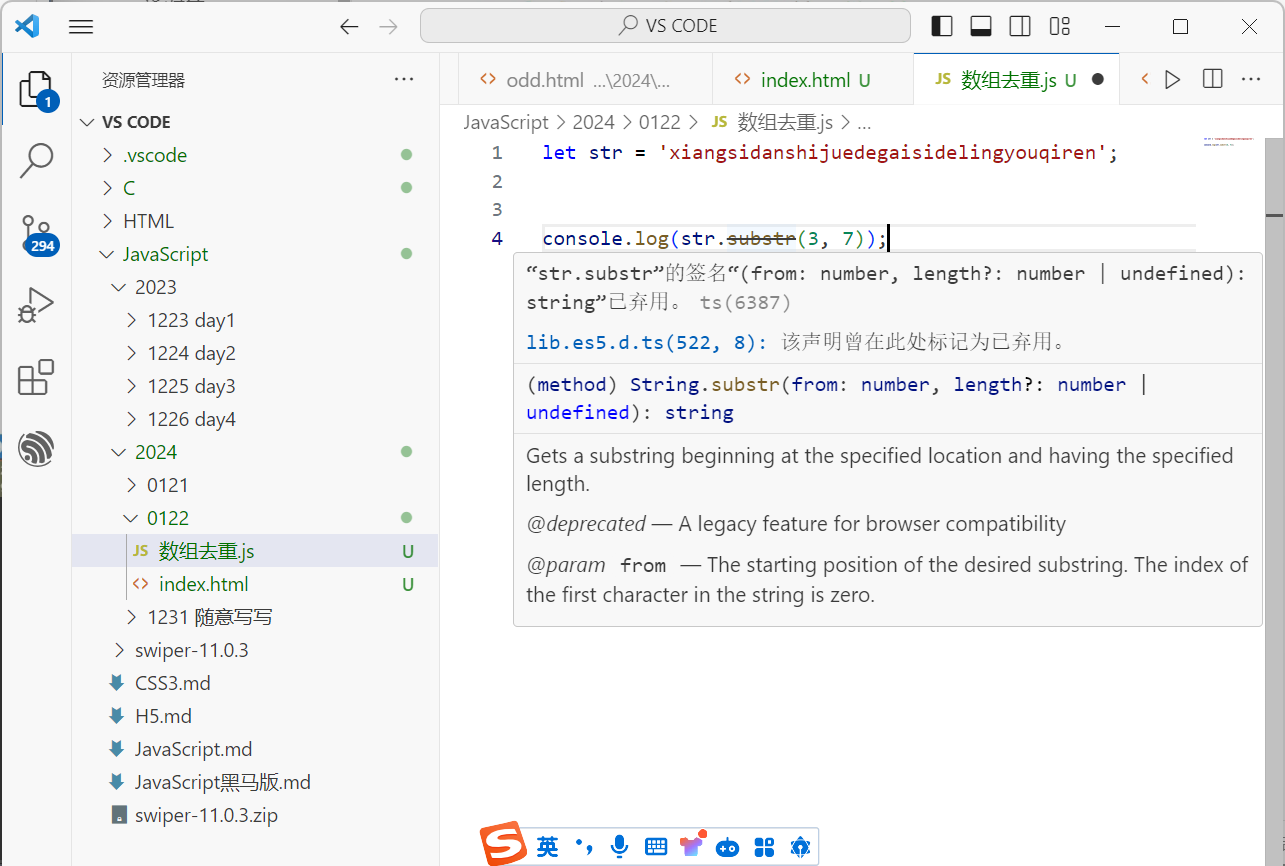 VS CODE
资源管理器
odd.html ...\2024\...
index.html U
JS 数组去重.js U
1
VS CODE
JavaScript > 2024 > 0122 > JS 数组去重.js > ...
.vscode
C
HTML
JavaScript
2023
1223 day1
1224 day2
1225 day3
1226 day4
2024
0121
0122
JS 数组去重.js U
index.html U
1231 随意写写
swiper-11.0.3
CSS3.md
H5.md
JavaScript.md
JavaScript黑马版.md
swiper-11.0.3.zip
294
1 let str = 'xiangsidanshijuedegaisidelingyouqiren';
2
3
4 console.log(str.substr(3, 7));
“str.substr”的签名“(from: number, length?: number | undefined):
string”已弃用。 ts(6387)
lib.es5.d.ts(522, 8): 该声明曾在此处标记为已弃用。
(method) String.substr(from: number, length?: number |
undefined): string
Gets a substring beginning at the specified location and having the specified
length.
@deprecated — A legacy feature for browser compatibility
@param from — The starting position of the desired substring. The index of
the first character in the string is zero.
S 英